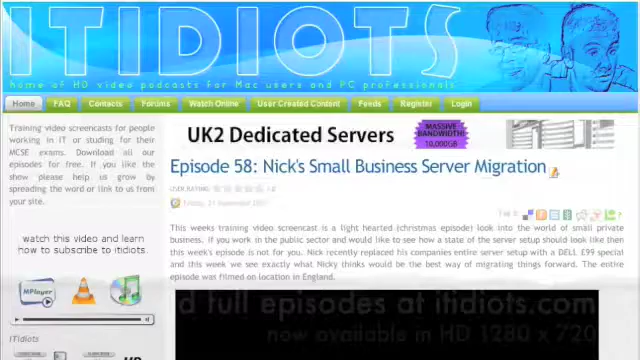 ITIDIOTS
home of HD video podcasts for Mac users and PC professionals
Home FAQ Contacts Forums Watch Online User Created Content Feeds Register Login
Training video screencasts for people
working in IT or studing for their
MCSE exams. Download all our
episodes for free. If you like the
show please help us grow by
spreading the word or link to us from
your site.
watch this video and learn
how to subscribe to itidiots.
MPlayer
ITIdiots
UK2 Dedicated Servers
MASSIVE
BANDWIDTH!
10,000GB
Episode 58: Nick's Small Business Server Migration
USER RATING:
Friday, 21
This weeks training video screencast is a light hearted (christmas episode) look into the world of small private
business. If you work in the public sector and would like to see how a state of the server setup should look like then
this week's episode is not for you. Nick recently replaced his companies entire server setup with a DELL £99 special
and this week we see exactly what Nicky thinks would be the best way of migrating things forward. The entire
episode was filmed on location in England.
d full episodes at itidiots.com
now available in HD 1280 x 720